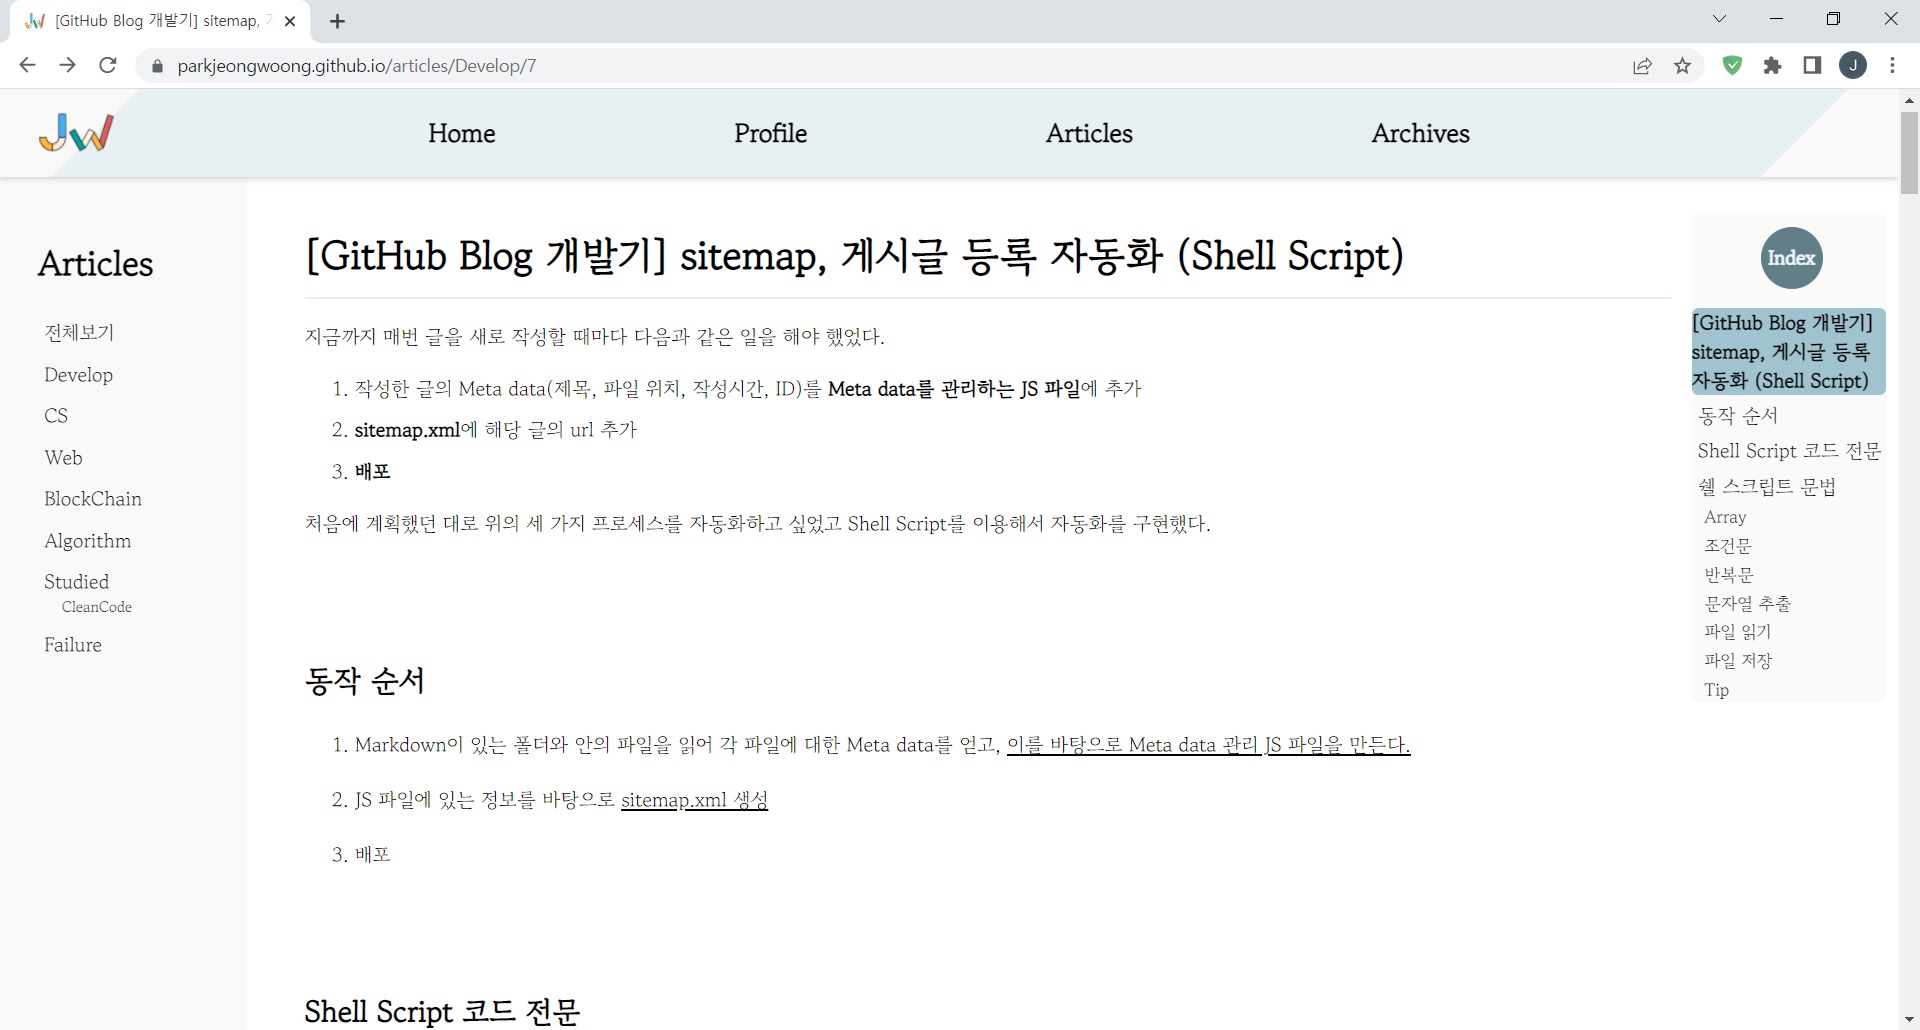 [GitHub Blog 개발기] sitemap,
parkjeongwoong.github.io/articles/Develop/7
J
JW
Home
Profile
Articles
Archives
Articles
전체보기
Develop
CS
Web
BlockChain
Algorithm
Studied
CleanCode
Failure
[GitHub Blog 개발기] sitemap, 게시글 등록 자동화 (Shell Script)
지금까지 매번 글을 새로 작성할 때마다 다음과 같은 일을 해야 했었다.
1. 작성한 글의 Meta data(제목, 파일 위치, 작성시간, ID)를 Meta data를 관리하는 JS 파일에 추가
2. sitemap.xml에 해당 글의 url 추가
3. 배포
처음에 계획했던 대로 위의 세 가지 프로세스를 자동화하고 싶었고 Shell Script를 이용해서 자동화를 구현했다.
동작 순서
1. Markdown이 있는 폴더와 안의 파일을 읽어 각 파일에 대한 Meta data를 얻고, 이를 바탕으로 Meta data 관리 JS 파일을 만든다.
2. JS 파일에 있는 정보를 바탕으로 sitemap.xml 생성
3. 배포
Shell Script 코드 전문
Index
[GitHub Blog 개발기]
sitemap, 게시글 등록
자동화 (Shell Script)
동작 순서
Shell Script 코드 전문
쉘 스크립트 문법
Array
조건문
반복문
문자열 추출
파일 읽기
파일 저장
Tip